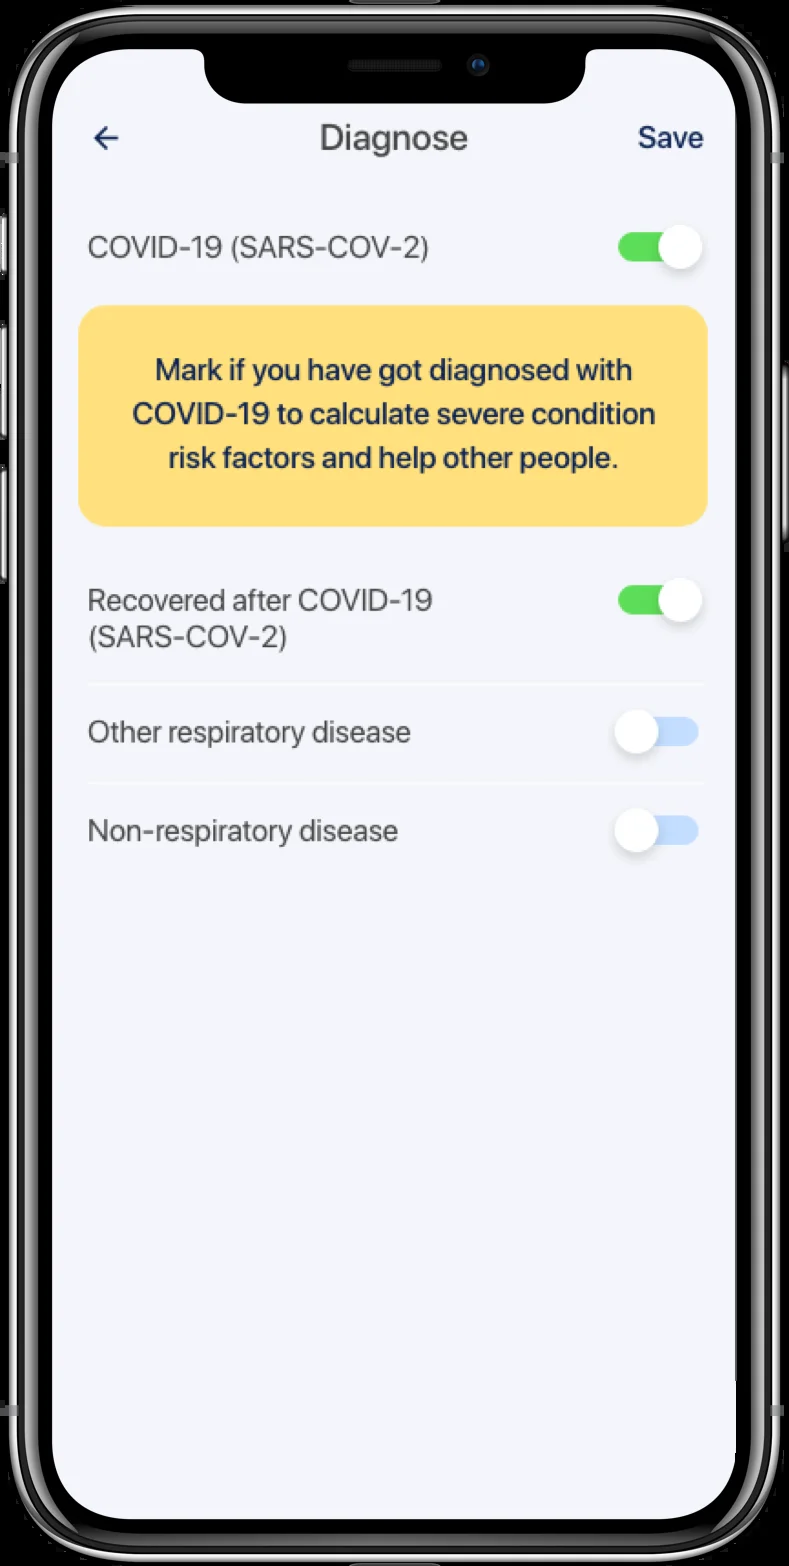 Diagnose
Save
COVID-19 (SARS-COV-2)
Mark if you have got diagnosed with
COVID-19 to calculate severe condition
risk factors and help other people.
Recovered after COVID-19
(SARS-COV-2)
Other respiratory disease
Non-respiratory disease